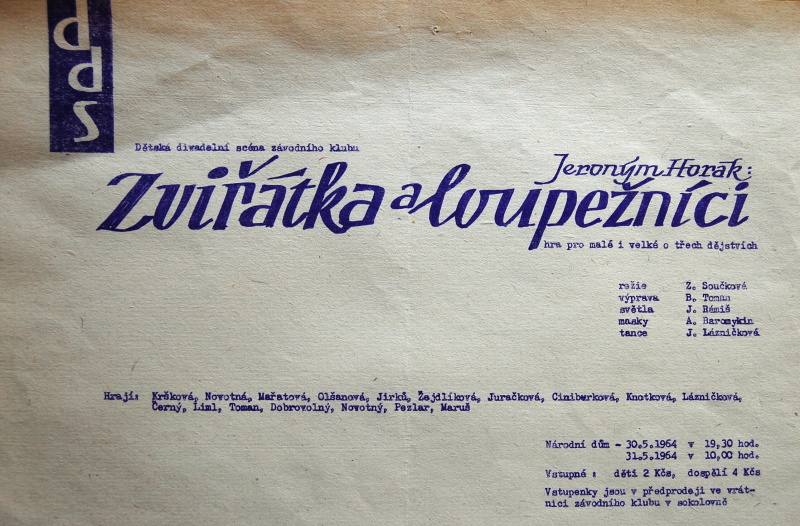 dds
Dětská divadelní scéna závodního klubu
Jeroným Horák:
Zvířátka a loupežníci
hra pro malé i velké o třech dějstvích
režie Z. Součková
výprava B. Toman
světla J. Rémiš
masky A. Baromykin
tance J. Lázničková
Hrají: Kršková, Novotná, Mařatová, Olšanová, Jirků, Žejdlíková, Juračková, Ciniburková, Knotková, Lázničková,
Černý, Liml, Toman, Dobrovolný, Novotný, Pezlar, Maruš
Národní dům - 30.5.1964 v 19,30 hod.
31.5.1964 v 10,00 hod.
Vstupné : děti 2 Kčs, dospělí 4 Kčs
Vstupenky jsou v předprodeji ve vrát-
nici závodního klubu v sokolovně